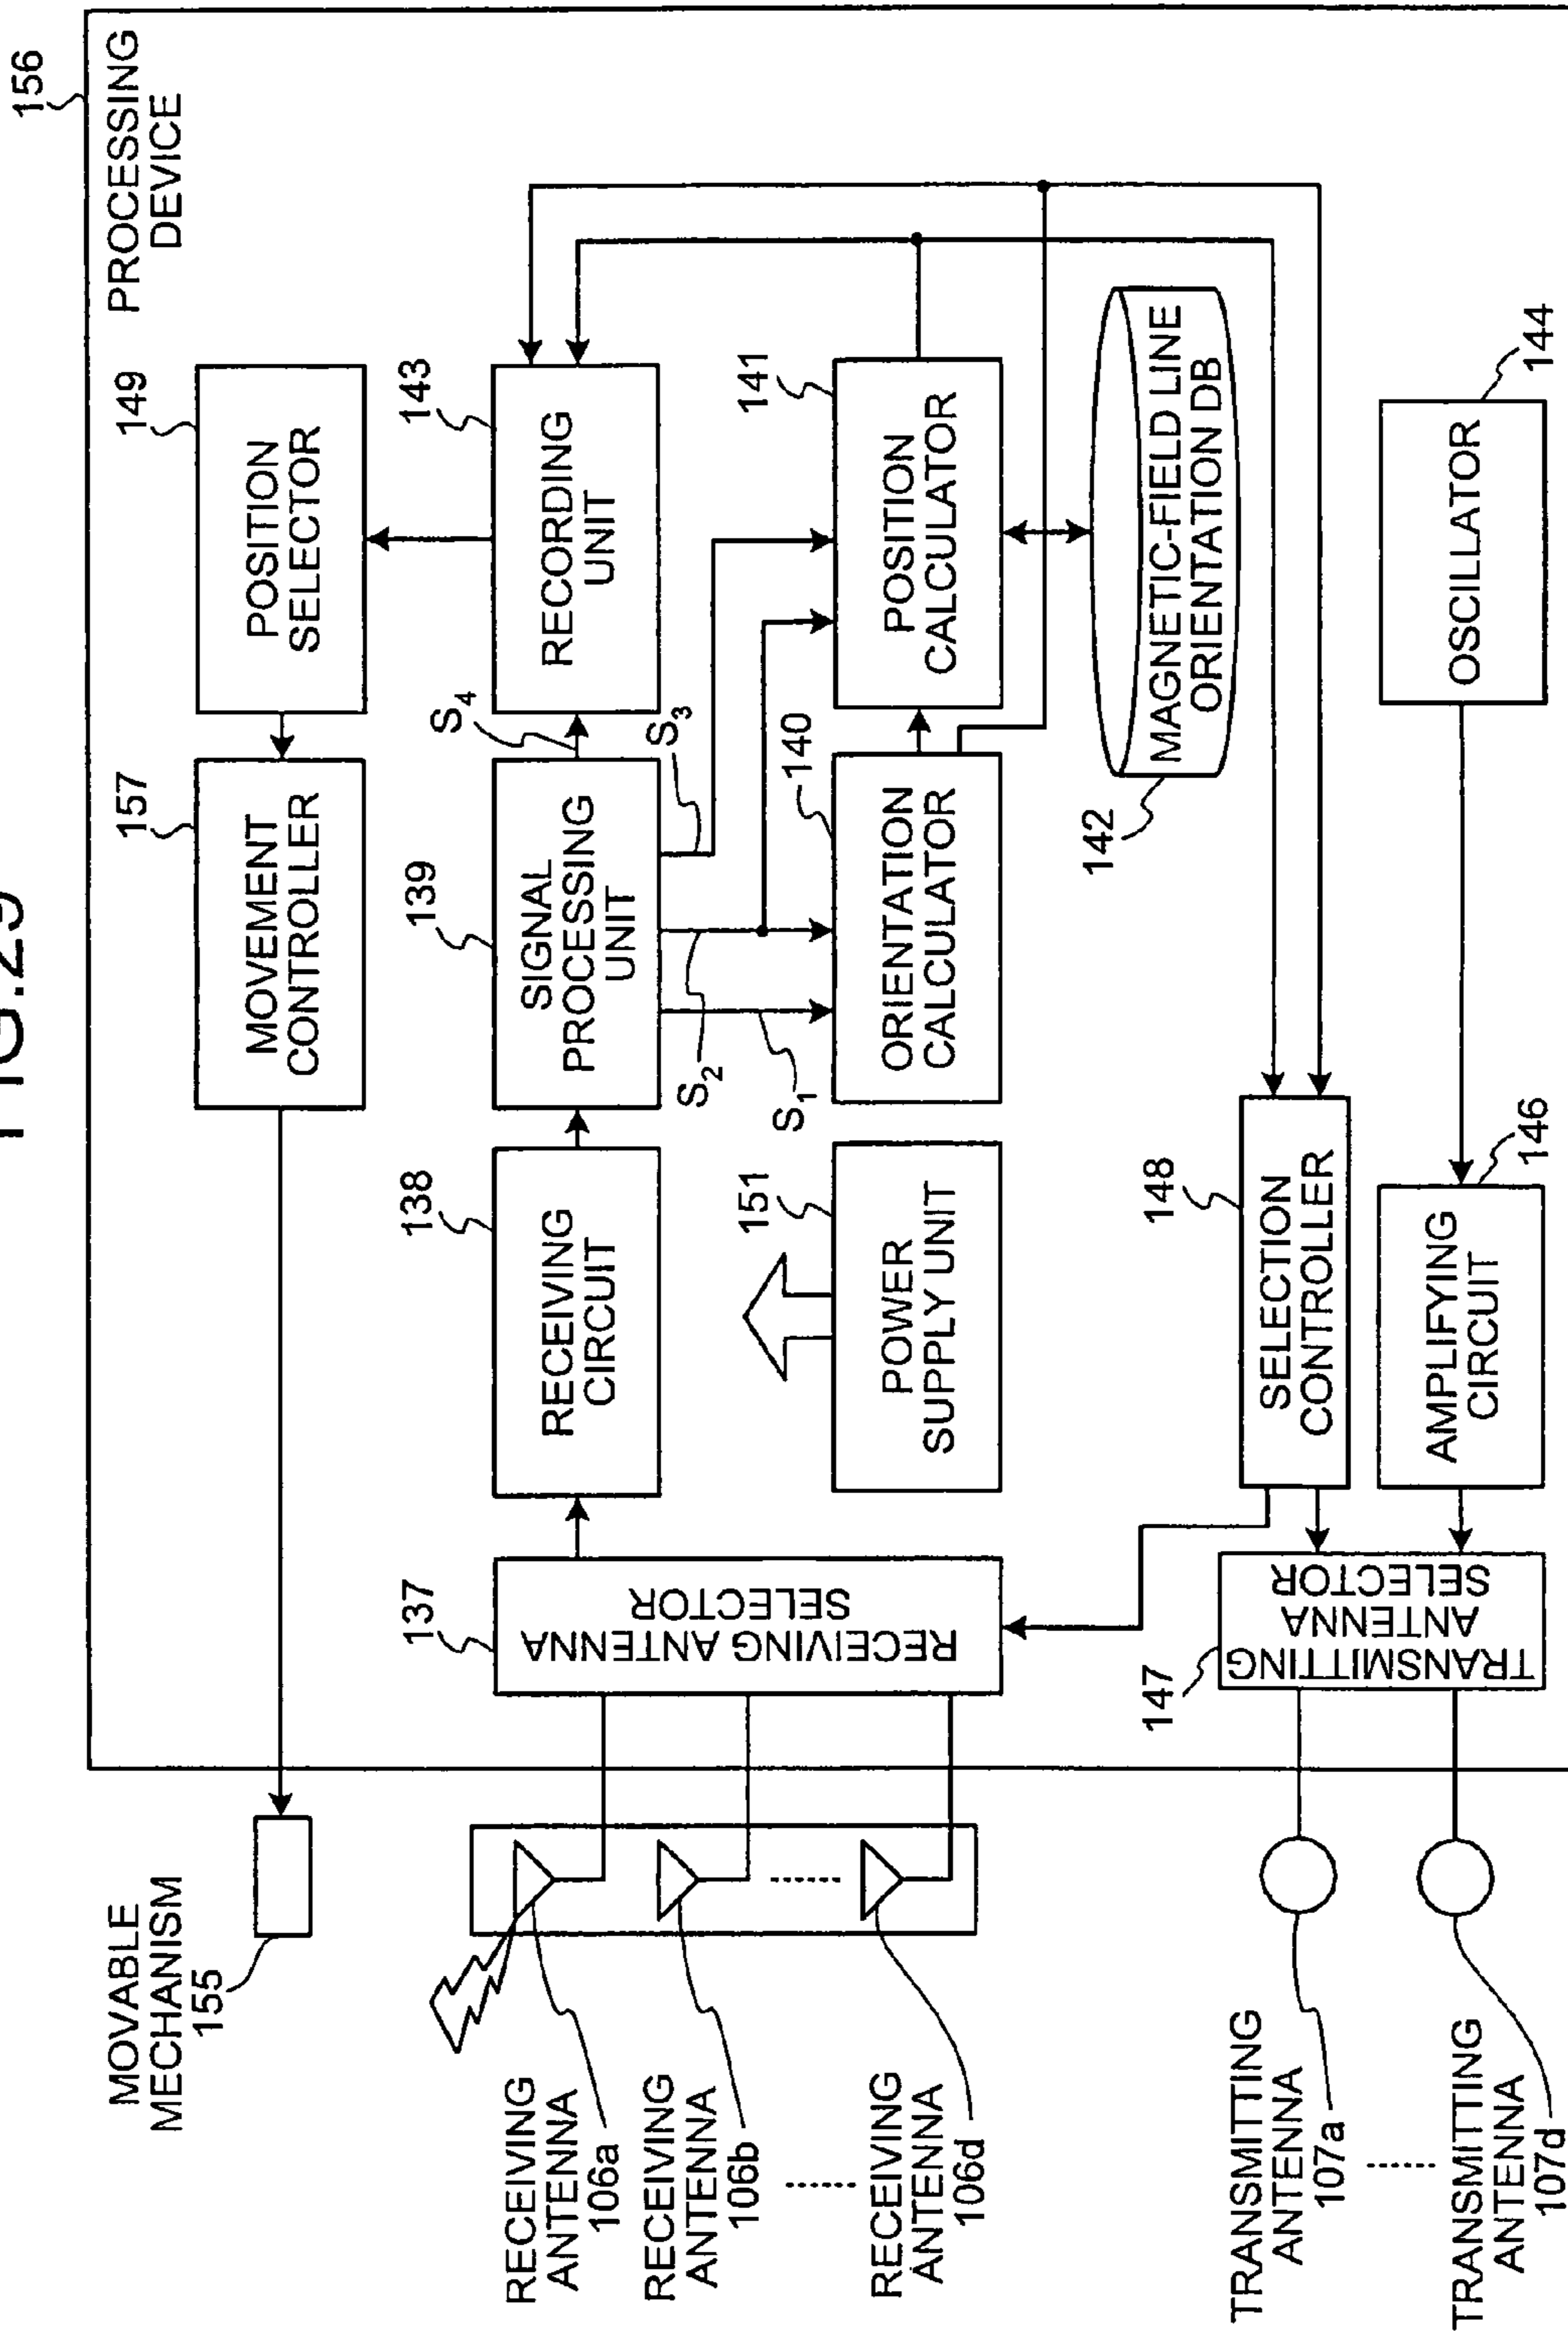 FIG.29
156
PROCESSING
DEVICE
MOVABLE
MECHANISM
155
157
MOVEMENT
CONTROLLER
149
POSITION
SELECTOR
RECEIVING
ANTENNA
106a
RECEIVING
ANTENNA
106b
RECEIVING
ANTENNA
106d
137
RECEIVING ANTENNA
SELECTOR
138
RECEIVING
CIRCUIT
139
SIGNAL
PROCESSING
UNIT
S4
143
RECORDING
UNIT
S3
S2
S1
151
POWER
SUPPLY UNIT
140
ORIENTATION
CALCULATOR
141
POSITION
CALCULATOR
142
MAGNETIC-FIELD LINE
ORIENTATION DB
148
SELECTION
CONTROLLER
147
TRANSMITTING
ANTENNA
SELECTOR
146
AMPLIFYING
CIRCUIT
144
OSCILLATOR
TRANSMITTING
ANTENNA
107a
TRANSMITTING
ANTENNA
107d